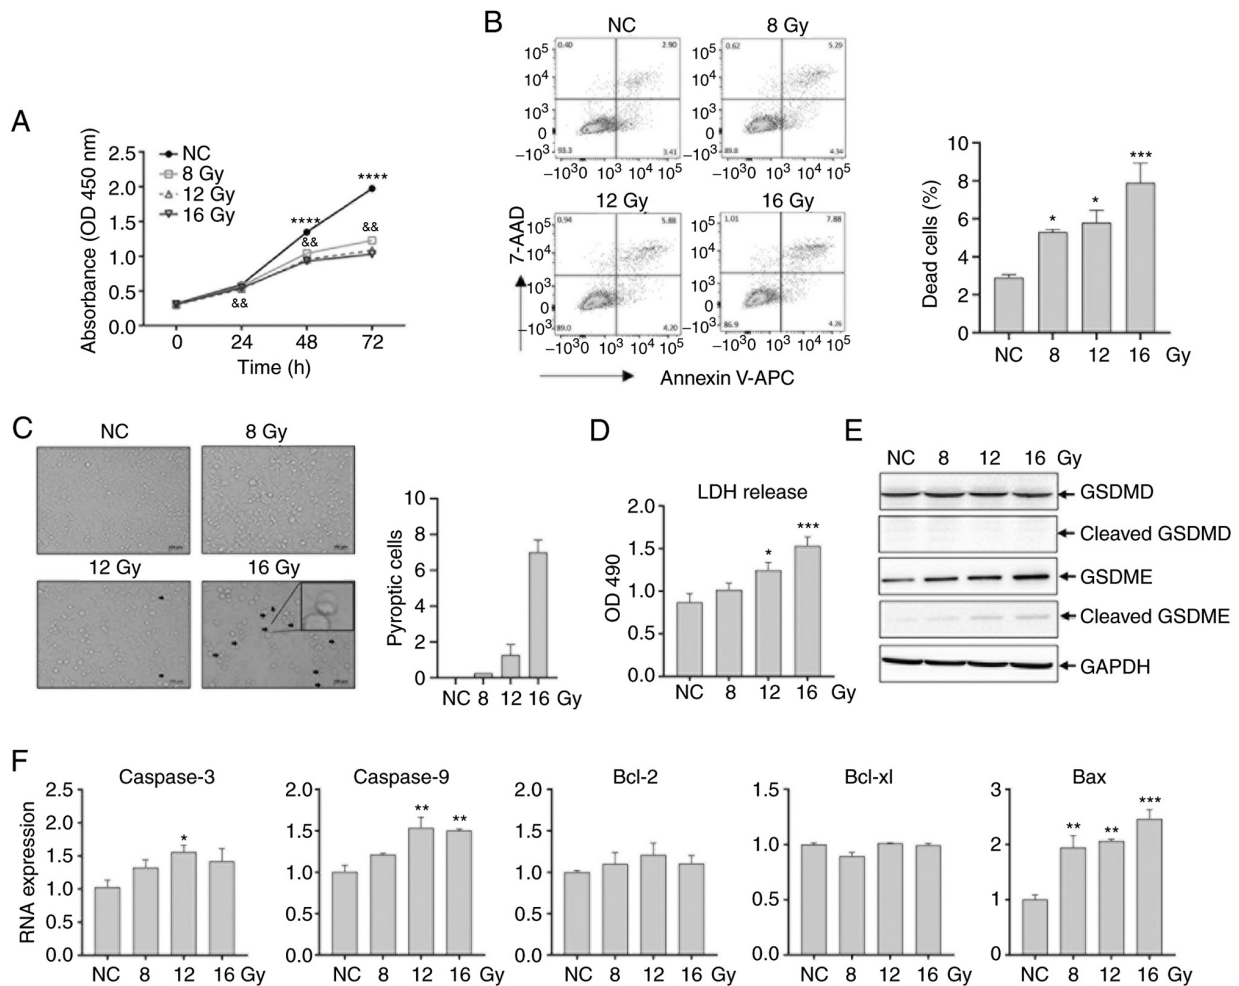 A
Absorbance (OD 450 nm)
2.5
2.0
1.5
1.0
0.5
0.0
NC
8 Gy
12 Gy
16 Gy
****
****
&&
&&
&&
0 24 48 72
Time (h)
B
NC
8 Gy
10⁵
10⁴
10³
0
−10³
0.40 2.90
93.3 3.41
−10³0 10³ 10⁴ 10⁵
10⁵
10⁴
10³
0
−10³
0.62 5.29
89.8 4.34
−10³0 10³ 10⁴ 10⁵
12 Gy
16 Gy
10⁵
10⁴
10³
0
−10³
0.94 5.88
89.0 4.20
−10³0 10³ 10⁴ 10⁵
10⁵
10⁴
10³
0
−10³
1.01 7.88
86.9 4.26
−10³0 10³ 10⁴ 10⁵
7-AAD
Annexin V-APC
Dead cells (%)
10
8
6
4
2
0
* * ***
NC 8 12 16 Gy
C
NC
8 Gy
12 Gy
16 Gy
Pyroptic cells
10
8
6
4
2
0
NC 8 12 16 Gy
D
LDH release
OD 490
2.0
1.5
1.0
0.5
0.0
* ***
NC 8 12 16 Gy
E
NC 8 12 16 Gy
GSDMD
Cleaved GSDMD
GSDME
Cleaved GSDME
GAPDH
F
RNA expression
Caspase-3
2.5
2.0
1.5
1.0
0.5
0.0
*
NC 8 12 16 Gy
Caspase-9
2.0
1.5
1.0
0.5
0.0
** **
NC 8 12 16 Gy
Bcl-2
2.0
1.5
1.0
0.5
0.0
NC 8 12 16 Gy
Bcl-xl
1.5
1.0
0.5
0.0
NC 8 12 16 Gy
Bax
3
2
1
0
** ** ***
NC 8 12 16 Gy